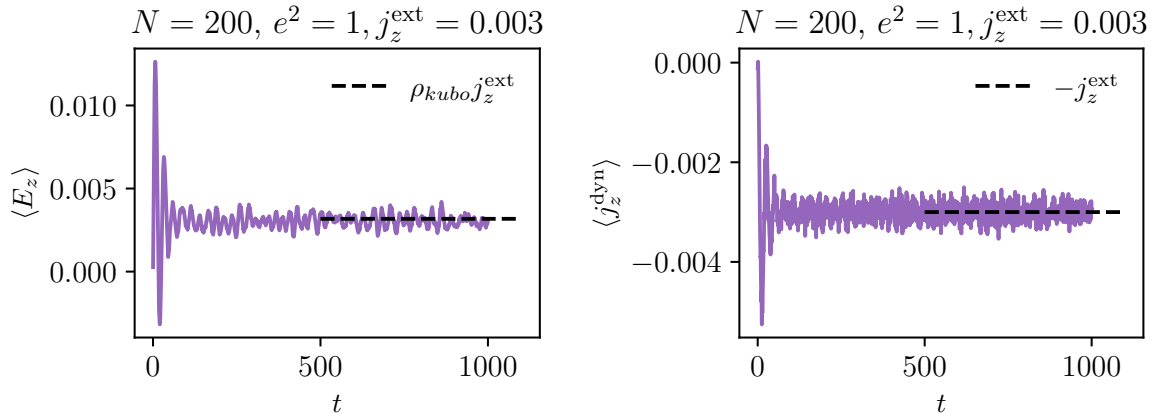 N = 200, e² = 1, j_z^ext = 0.003
0.010
0.005
0.000
⟨E_z⟩
ρ_kubo j_z^ext
0
500
1000
t
N = 200, e² = 1, j_z^ext = 0.003
0.000
−0.002
−0.004
⟨j_z^dyn⟩
−j_z^ext
0
500
1000
t